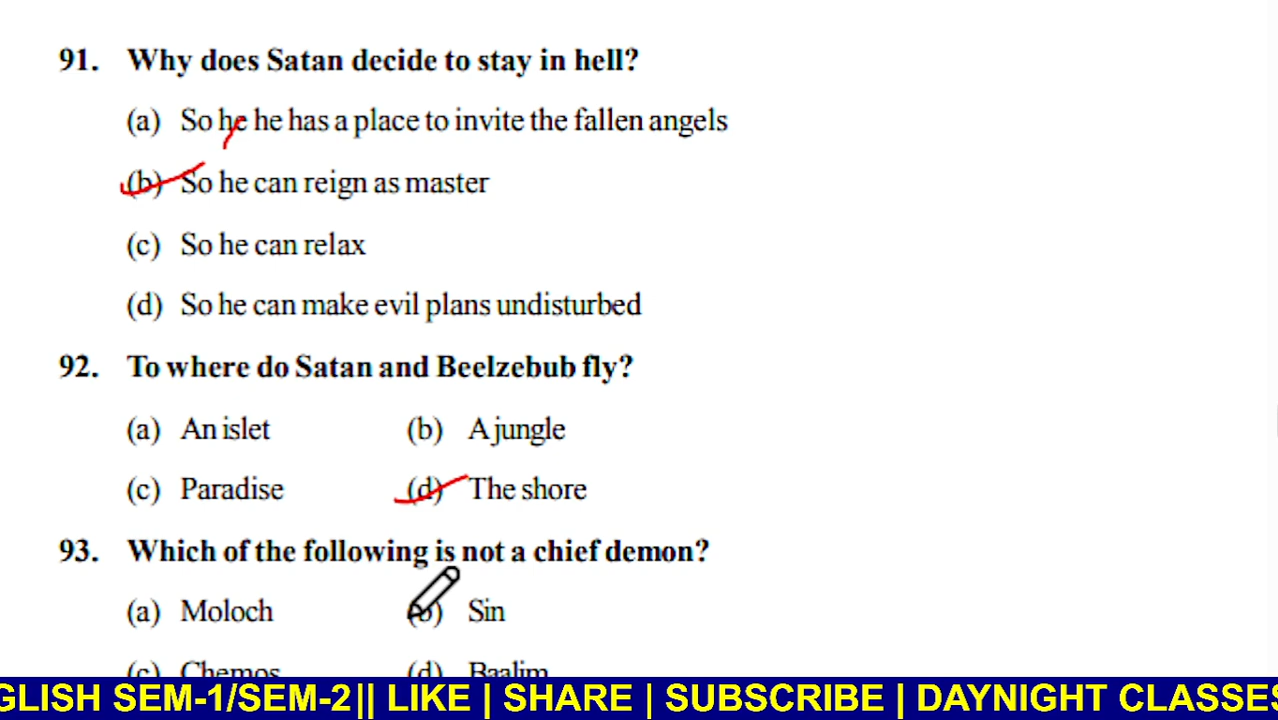 91. Why does Satan decide to stay in hell?
(a) So he he has a place to invite the fallen angels
(b) So he can reign as master
(c) So he can relax
(d) So he can make evil plans undisturbed
92. To where do Satan and Beelzebub fly?
(a) An islet (b) A jungle
(c) Paradise (d) The shore
93. Which of the following is not a chief demon?
(a) Moloch (b) Sin
(c) Chemos (d) Baalim
GLISH SEM-1/SEM-2|| LIKE | SHARE | SUBSCRIBE | DAYNIGHT CLASSES